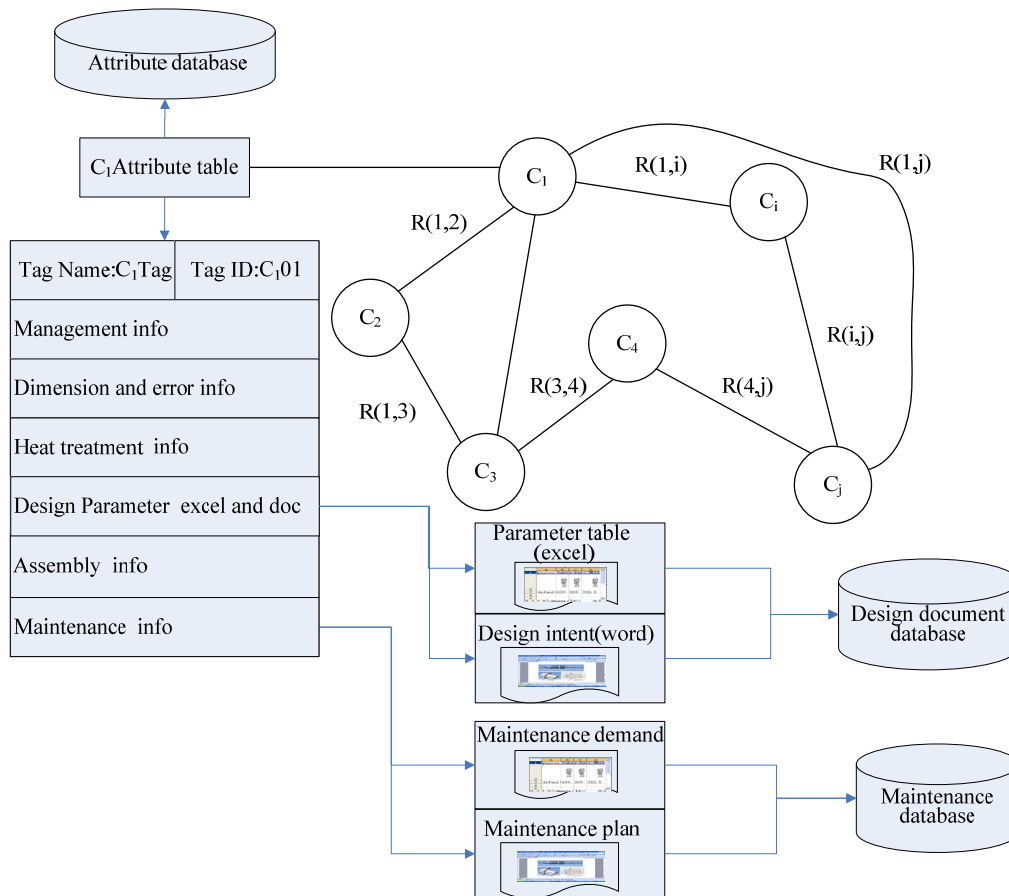 Attribute database
C₁Attribute table
C₁
R(1,i)
R(1,j)
Cᵢ
R(1,2)
Tag Name:C₁Tag
Tag ID:C₁01
C₂
Management info
C₄
R(i,j)
Dimension and error info
R(1,3)
R(3,4)
R(4,j)
Heat treatment info
C₃
Cⱼ
Design Parameter excel and doc
Parameter table
(excel)
Assembly info
Design document
database
Maintenance info
Design intent(word)
Maintenance demand
Maintenance
database
Maintenance plan